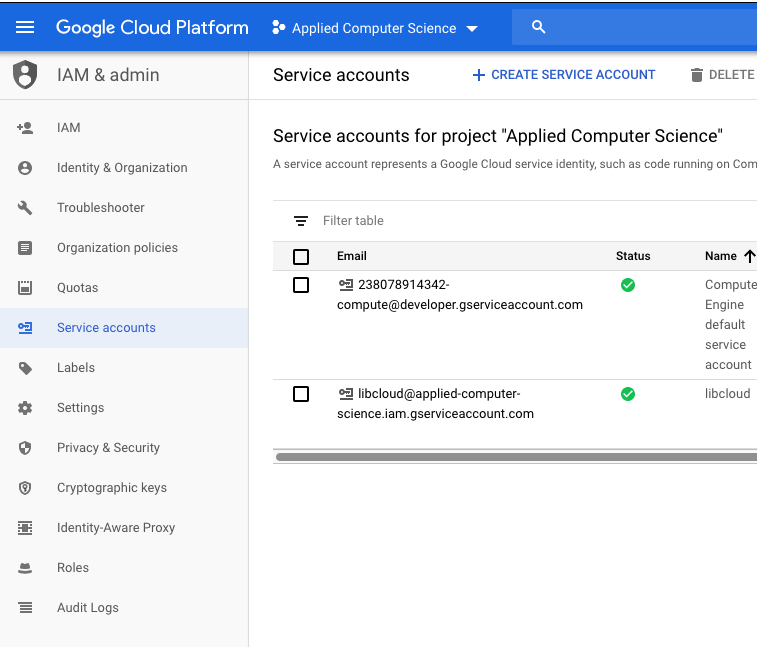 Google Cloud Platform
Applied Computer Science
IAM & admin
Service accounts
CREATE SERVICE ACCOUNT
DELETE
IAM
Identity & Organization
Troubleshooter
Organization policies
Quotas
Service accounts
Labels
Settings
Privacy & Security
Cryptographic keys
Identity-Aware Proxy
Roles
Audit Logs
Service accounts for project "Applied Computer Science"
A service account represents a Google Cloud service identity, such as code running on Com
Filter table
Email
Status
Name
238078914342-
compute@developer.gserviceaccount.com
Compute
Engine
default
service
account
libcloud@applied-computer-
science.iam.gserviceaccount.com
libcloud